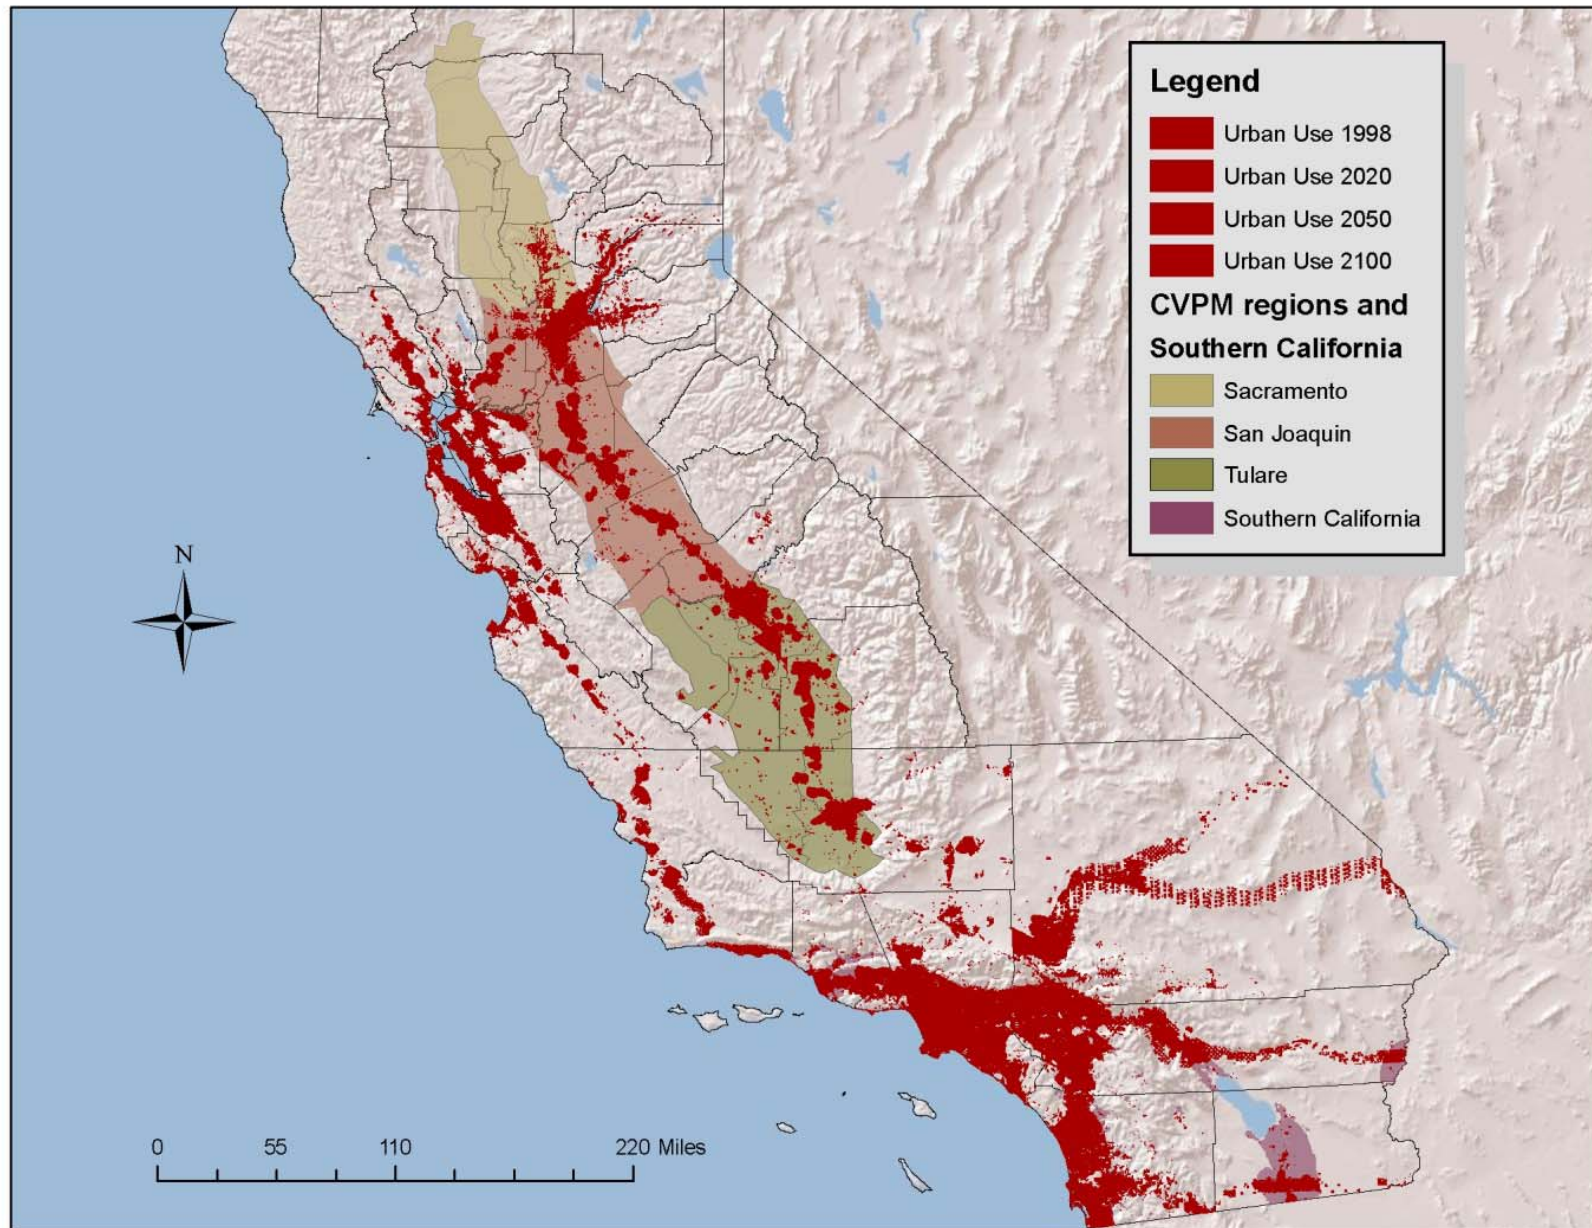 Legend
Urban Use 1998
Urban Use 2020
Urban Use 2050
Urban Use 2100
CVPM regions and
Southern California
Sacramento
San Joaquin
Tulare
Southern California
N
0 55 110 220 Miles